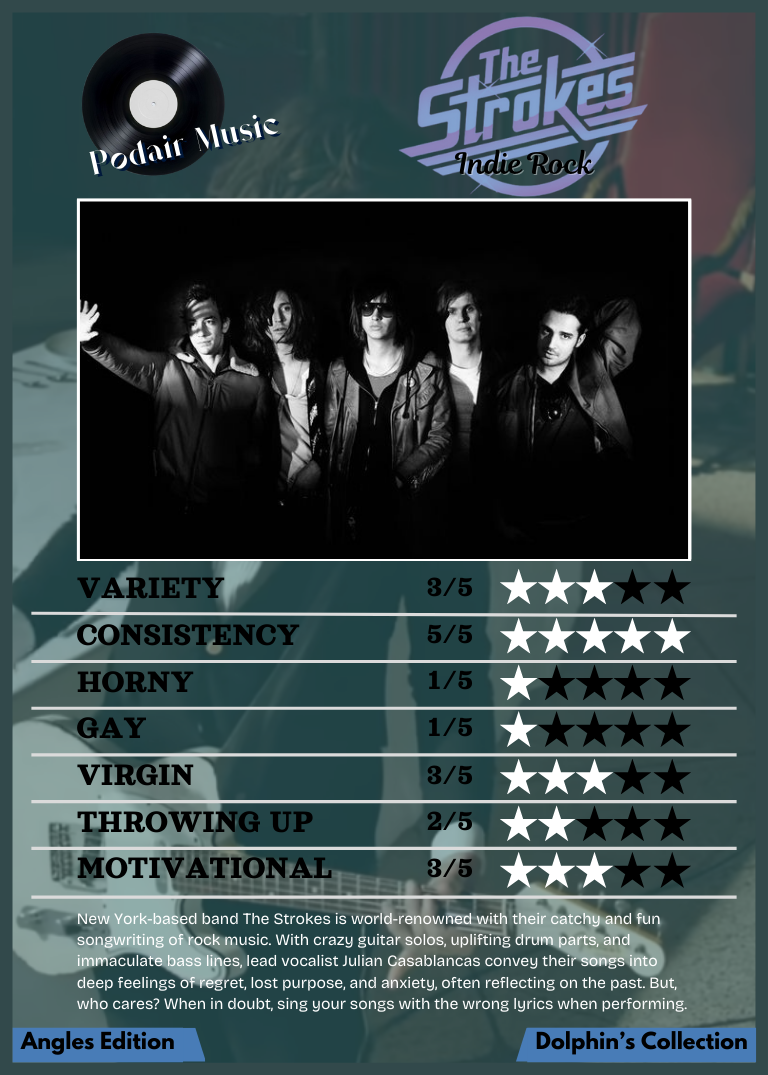 Podair Music
The
Strokes
Indie Rock
VARIETY 3/5
CONSISTENCY 5/5
HORNY 1/5
GAY 1/5
VIRGIN 3/5
THROWING UP 2/5
MOTIVATIONAL 3/5
New York-based band The Strokes is world-renowned with their catchy and fun
songwriting of rock music. With crazy guitar solos, uplifting drum parts, and
immaculate bass lines, lead vocalist Julian Casablancas convey their songs into
deep feelings of regret, lost purpose, and anxiety, often reflecting on the past. But,
who cares? When in doubt, sing your songs with the wrong lyrics when performing.
Angles Edition
Dolphin’s Collection